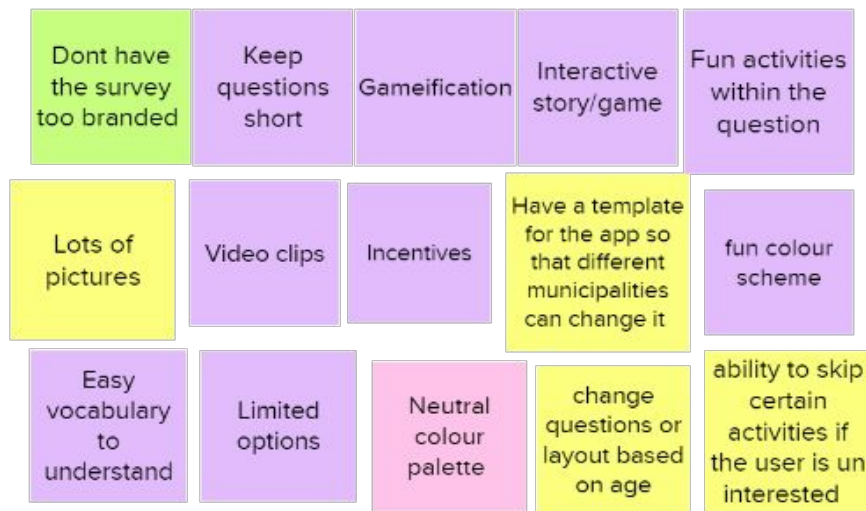 Dont have
the survey
too branded
Keep
questions
short
Gameification
Interactive
story/game
Fun activities
within the
question
Lots of
pictures
Video clips
Incentives
Have a template
for the app so
that different
municipalities
can change it
fun colour
scheme
Easy
vocabulary
to
understand
Limited
options
Neutral
colour
palette
change
questions or
layout based
on age
ability to skip
certain
activities if
the user is un
interested